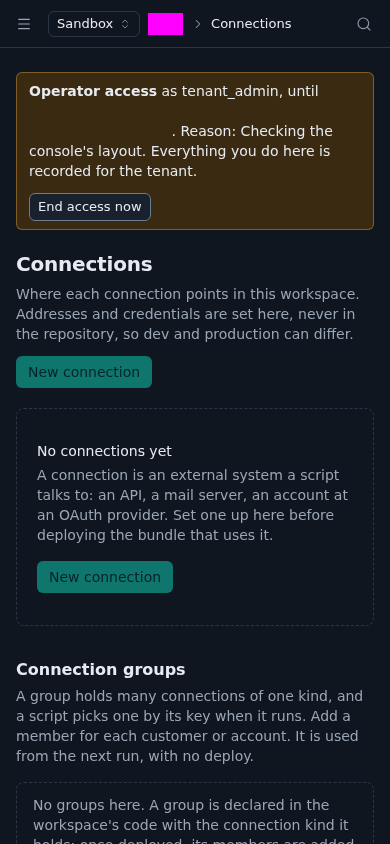 Sandbox
Connections
Operator access as tenant_admin, until
. Reason: Checking the
console's layout. Everything you do here is
recorded for the tenant.
End access now
Connections
Where each connection points in this workspace.
Addresses and credentials are set here, never in
the repository, so dev and production can differ.
New connection
No connections yet
A connection is an external system a script
talks to: an API, a mail server, an account at
an OAuth provider. Set one up here before
deploying the bundle that uses it.
New connection
Connection groups
A group holds many connections of one kind, and
a script picks one by its key when it runs. Add a
member for each customer or account. It is used
from the next run, with no deploy.
No groups here. A group is declared in the
workspace's code with the connection kind it
holds; once deployed, its members are added